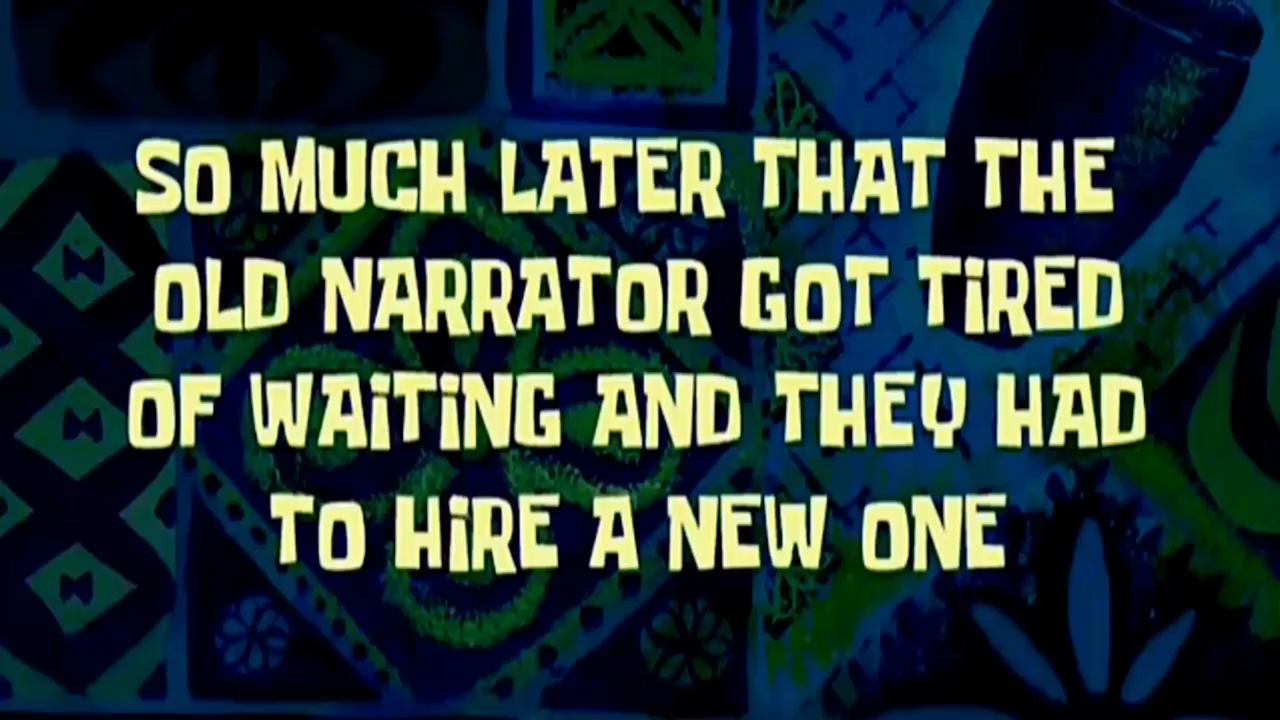 SO MUCH LATER THAT THE
OLD NARRATOR GOT TiRED
OF WAiTiNG AND THEY HAD
TO HiRE A NEW ONE